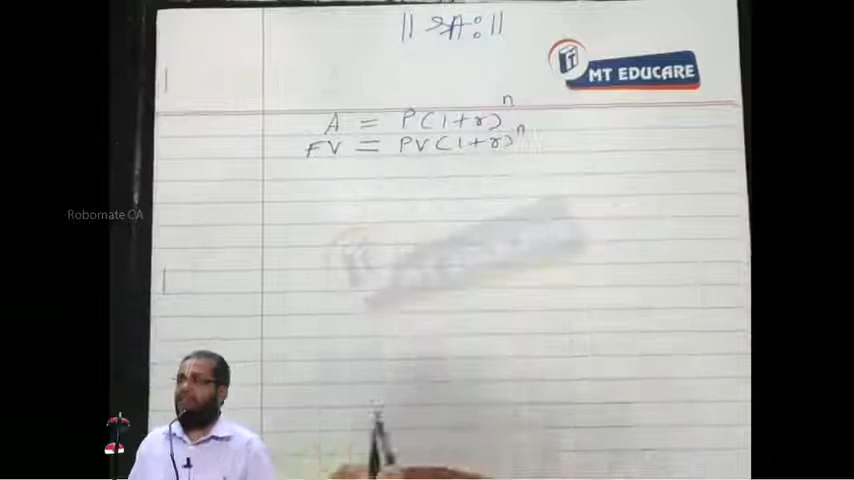 || श्री: ||
MT EDUCARE
A = P(1+r)ⁿ
FV = PV(1+r)ⁿ
Robomate CA